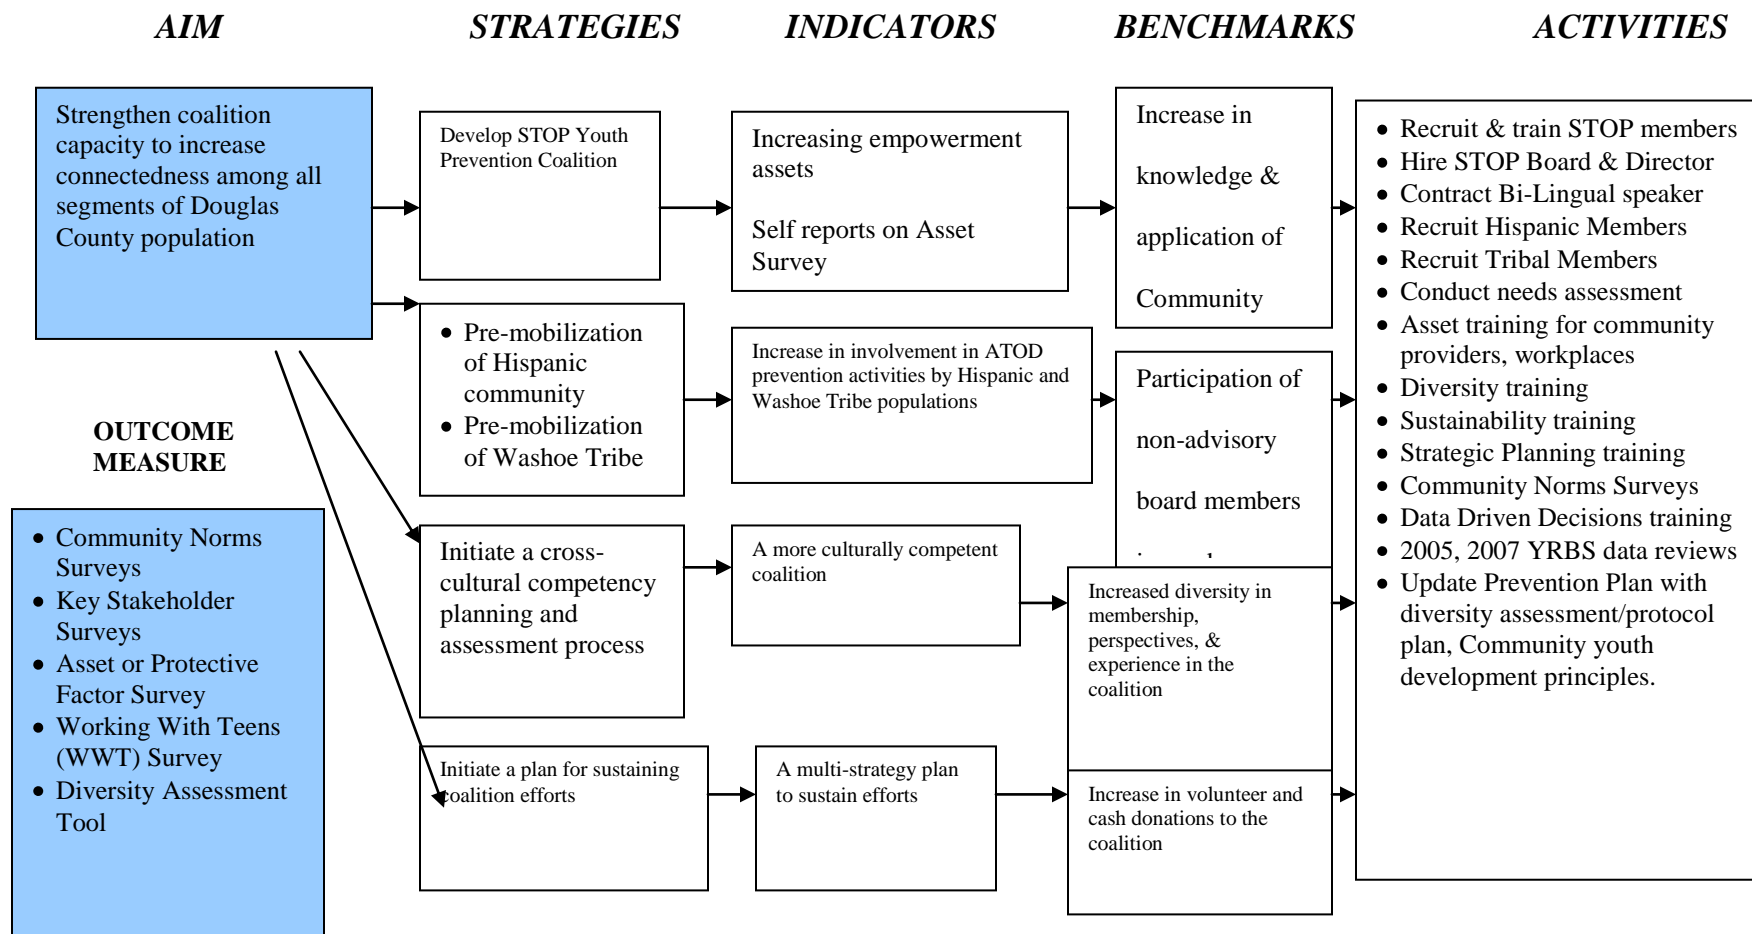 AIM
STRATEGIES
INDICATORS
BENCHMARKS
ACTIVITIES
Strengthen coalition
capacity to increase
connectedness among all
segments of Douglas
County population
OUTCOME
MEASURE
• Community Norms
Surveys
• Key Stakeholder
Surveys
• Asset or Protective
Factor Survey
• Working With Teens
(WWT) Survey
• Diversity Assessment
Tool
Develop STOP Youth
Prevention Coalition
• Pre-mobilization
of Hispanic
community
• Pre-mobilization
of Washoe Tribe
Initiate a cross-
cultural competency
planning and
assessment process
Initiate a plan for sustaining
coalition efforts
Increasing empowerment
assets
Self reports on Asset
Survey
Increase in involvement in ATOD
prevention activities by Hispanic and
Washoe Tribe populations
A more culturally competent
coalition
A multi-strategy plan
to sustain efforts
Increase in
knowledge &
application of
Community
Participation of
non-advisory
board members
Increased diversity in
membership,
perspectives, &
experience in the
coalition
Increase in volunteer and
cash donations to the
coalition
• Recruit & train STOP members
• Hire STOP Board & Director
• Contract Bi-Lingual speaker
• Recruit Hispanic Members
• Recruit Tribal Members
• Conduct needs assessment
• Asset training for community
providers, workplaces
• Diversity training
• Sustainability training
• Strategic Planning training
• Community Norms Surveys
• Data Driven Decisions training
• 2005, 2007 YRBS data reviews
• Update Prevention Plan with
diversity assessment/protocol
plan, Community youth
development principles.